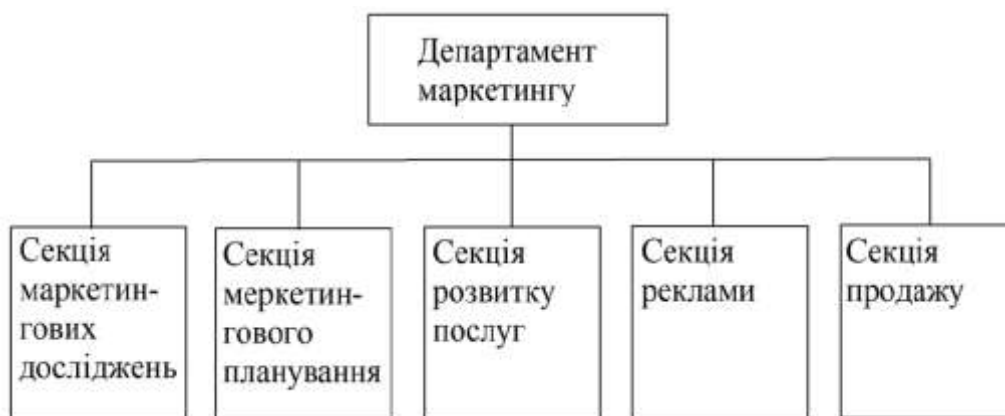 Департамент
маркетингу
Секція
маркетин-
гових
досліджень
Секція
меркетин-
гового
планування
Секція
розвитку
послуг
Секція
реклами
Секція
продажу